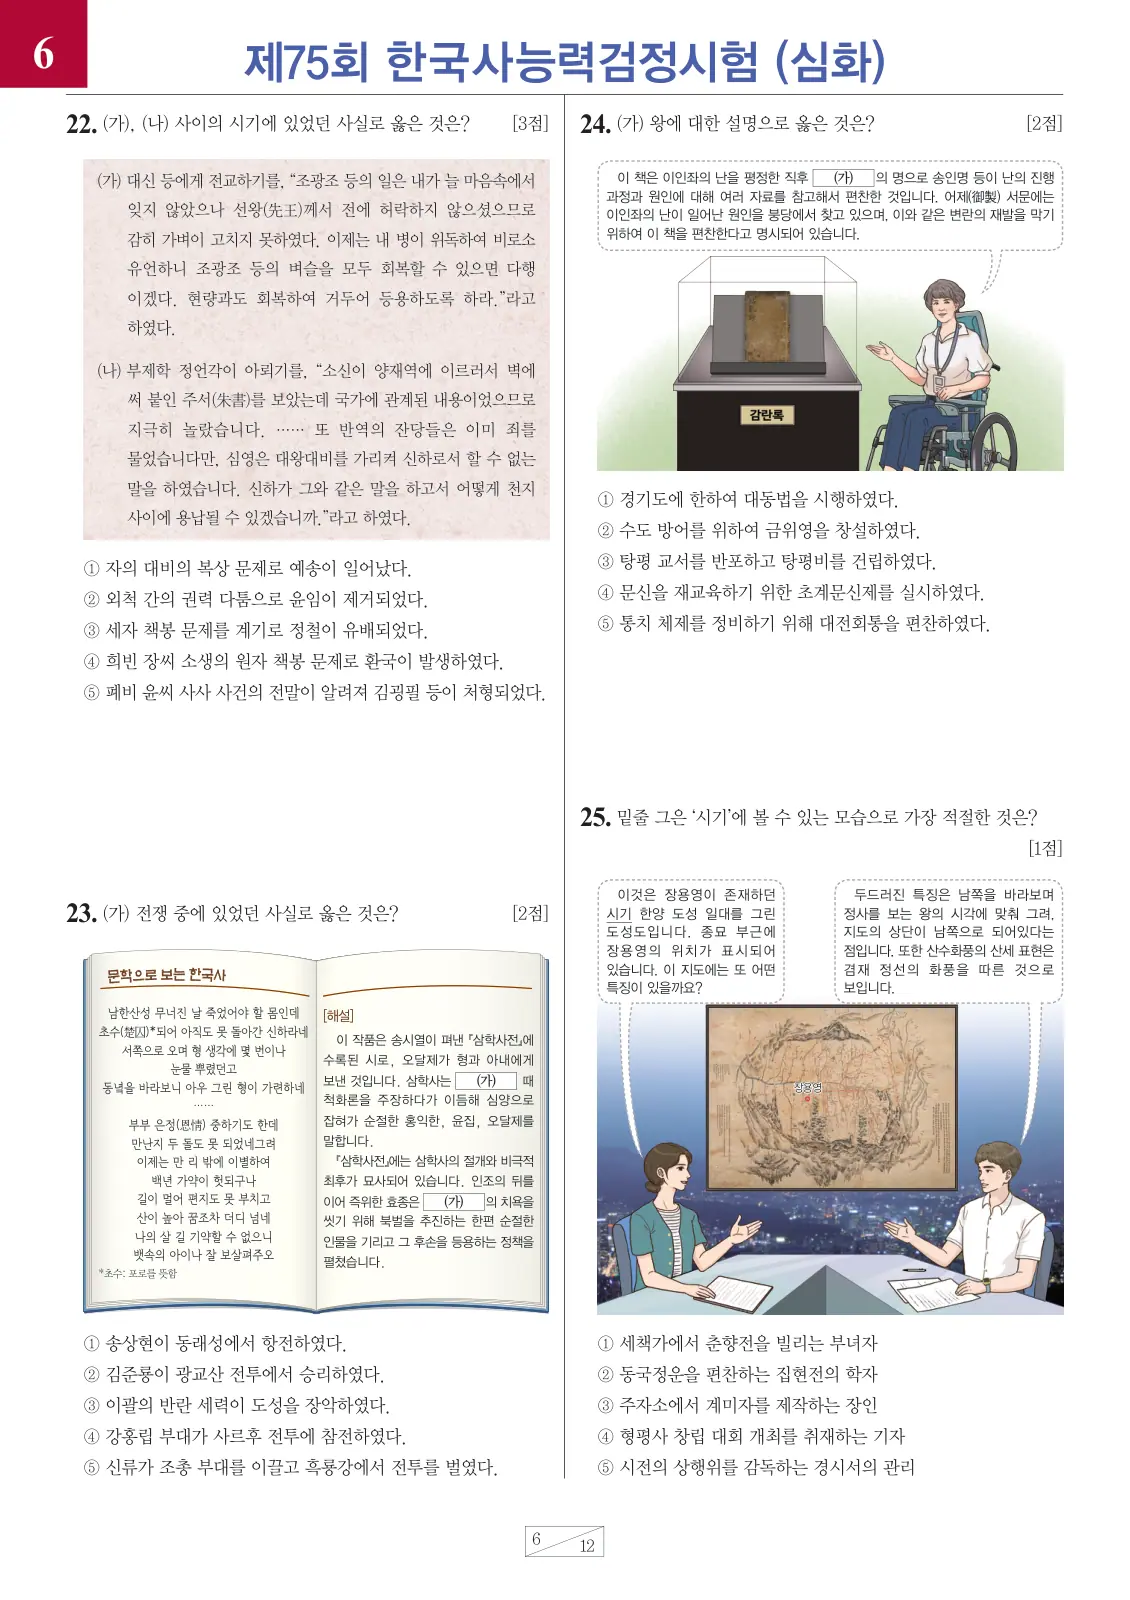 6
제75회 한국사능력검정시험 (심화)
22. (가), (나) 사이의 시기에 있었던 사실로 옳은 것은? [3점]
(가) 대신 등에게 전교하기를, “조광조 등의 일은 내가 늘 마음속에서
잊지 않았으나 선왕(先王)께서 전에 허락하지 않으셨으므로
감히 가벼이 고치지 못하였다. 이제는 내 병이 위독하여 비로소
유언하니 조광조 등의 벼슬을 모두 회복할 수 있으면 다행
이겠다. 현량과도 회복하여 거두어 등용하도록 하라.”라고
하였다.
(나) 부제학 정언각이 아뢰기를, “소신이 양재역에 이르러서 벽에
써 붙인 주서(朱書)를 보았는데 국가에 관계된 내용이었으므로
지극히 놀랐습니다. …… 또 반역의 잔당들은 이미 죄를
물었습니다만, 심영은 대왕대비를 가리켜 신하로서 할 수 없는
말을 하였습니다. 신하가 그와 같은 말을 하고서 어떻게 천지
사이에 용납될 수 있겠습니까.”라고 하였다.
① 자의 대비의 복상 문제로 예송이 일어났다.
② 외척 간의 권력 다툼으로 윤임이 제거되었다.
③ 세자 책봉 문제를 계기로 정철이 유배되었다.
④ 희빈 장씨 소생의 원자 책봉 문제로 환국이 발생하였다.
⑤ 폐비 윤씨 사사 사건의 전말이 알려져 김굉필 등이 처형되었다.
23. (가) 전쟁 중에 있었던 사실로 옳은 것은? [2점]
문학으로 보는 한국사
남한산성 무너진 날 죽었어야 할 몸인데
초수(楚囚)*되어 아직도 못 돌아간 신하라네
서쪽으로 오며 형 생각에 몇 번이나
눈물 뿌렸던고
동녘을 바라보니 아우 그린 형이 가련하네
……
부부 은정(恩情) 중하기도 한데
만난지 두 돌도 못 되었네그려
이제는 만 리 밖에 이별하여
백년 가약이 헛되구나
길이 멀어 편지도 못 부치고
산이 높아 꿈조차 더디 넘네
나의 살 길 기약할 수 없으니
뱃속의 아이나 잘 보살펴주오
*초수: 포로를 뜻함
[해설]
이 작품은 송시열이 펴낸 『삼학사전』에
수록된 시로, 오달제가 형과 아내에게
보낸 것입니다. 삼학사는 (가) 때
척화론을 주장하다가 이듬해 심양으로
잡혀가 순절한 홍익한, 윤집, 오달제를
말합니다.
『삼학사전』에는 삼학사의 절개와 비극적
최후가 묘사되어 있습니다. 인조의 뒤를
이어 즉위한 효종은 (가) 의 치욕을
씻기 위해 북벌을 추진하는 한편 순절한
인물을 기리고 그 후손을 등용하는 정책을
펼쳤습니다.
① 송상현이 동래성에서 항전하였다.
② 김준룡이 광교산 전투에서 승리하였다.
③ 이괄의 반란 세력이 도성을 장악하였다.
④ 강홍립 부대가 사르후 전투에 참전하였다.
⑤ 신류가 조총 부대를 이끌고 흑룡강에서 전투를 벌였다.
24. (가) 왕에 대한 설명으로 옳은 것은? [2점]
이 책은 이인좌의 난을 평정한 직후 (가) 의 명으로 송인명 등이 난의 진행
과정과 원인에 대해 여러 자료를 참고해서 편찬한 것입니다. 어제(御製) 서문에는
이인좌의 난이 일어난 원인을 붕당에서 찾고 있으며, 이와 같은 변란의 재발을 막기
위하여 이 책을 편찬한다고 명시되어 있습니다.
감란록
① 경기도에 한하여 대동법을 시행하였다.
② 수도 방어를 위하여 금위영을 창설하였다.
③ 탕평 교서를 반포하고 탕평비를 건립하였다.
④ 문신을 재교육하기 위한 초계문신제를 실시하였다.
⑤ 통치 체제를 정비하기 위해 대전회통을 편찬하였다.
25. 밑줄 그은 ‘시기’에 볼 수 있는 모습으로 가장 적절한 것은?
[1점]
이것은 장용영이 존재하던
시기 한양 도성 일대를 그린
도성도입니다. 종묘 부근에
장용영의 위치가 표시되어
있습니다. 이 지도에는 또 어떤
특징이 있을까요?
두드러진 특징은 남쪽을 바라보며
정사를 보는 왕의 시각에 맞춰 그려,
지도의 상단이 남쪽으로 되어있다는
점입니다. 또한 산수화풍의 산세 표현은
겸재 정선의 화풍을 따른 것으로
보입니다.
장용영
① 세책가에서 춘향전을 빌리는 부녀자
② 동국정운을 편찬하는 집현전의 학자
③ 주자소에서 계미자를 제작하는 장인
④ 형평사 창립 대회 개최를 취재하는 기자
⑤ 시전의 상행위를 감독하는 경시서의 관리
6
12